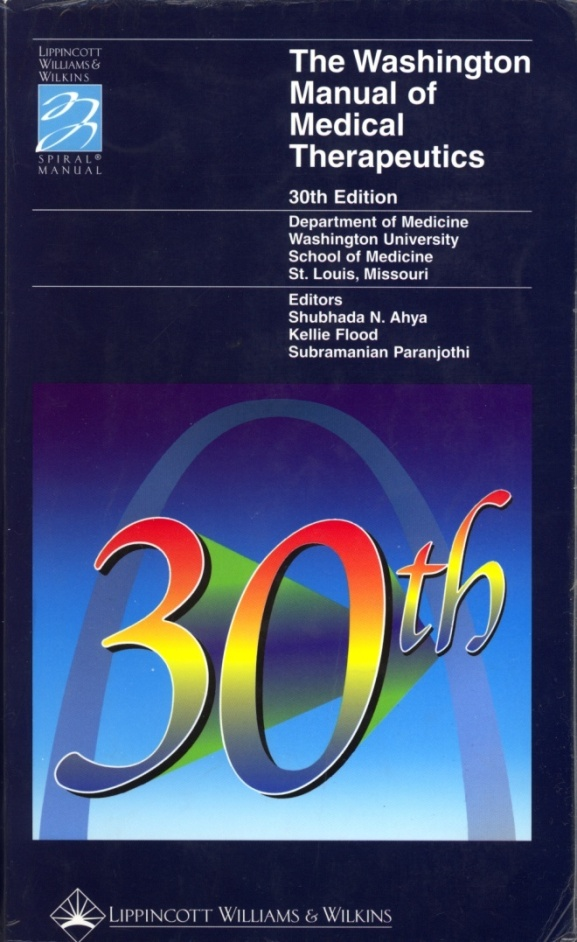 LIPPINCOTT
WILLIAMS &
WILKINS
SPIRAL®
MANUAL
The Washington
Manual of
Medical
Therapeutics
30th Edition
Department of Medicine
Washington University
School of Medicine
St. Louis, Missouri
Editors
Shubhada N. Ahya
Kellie Flood
Subramanian Paranjothi
30th
LIPPINCOTT WILLIAMS & WILKINS